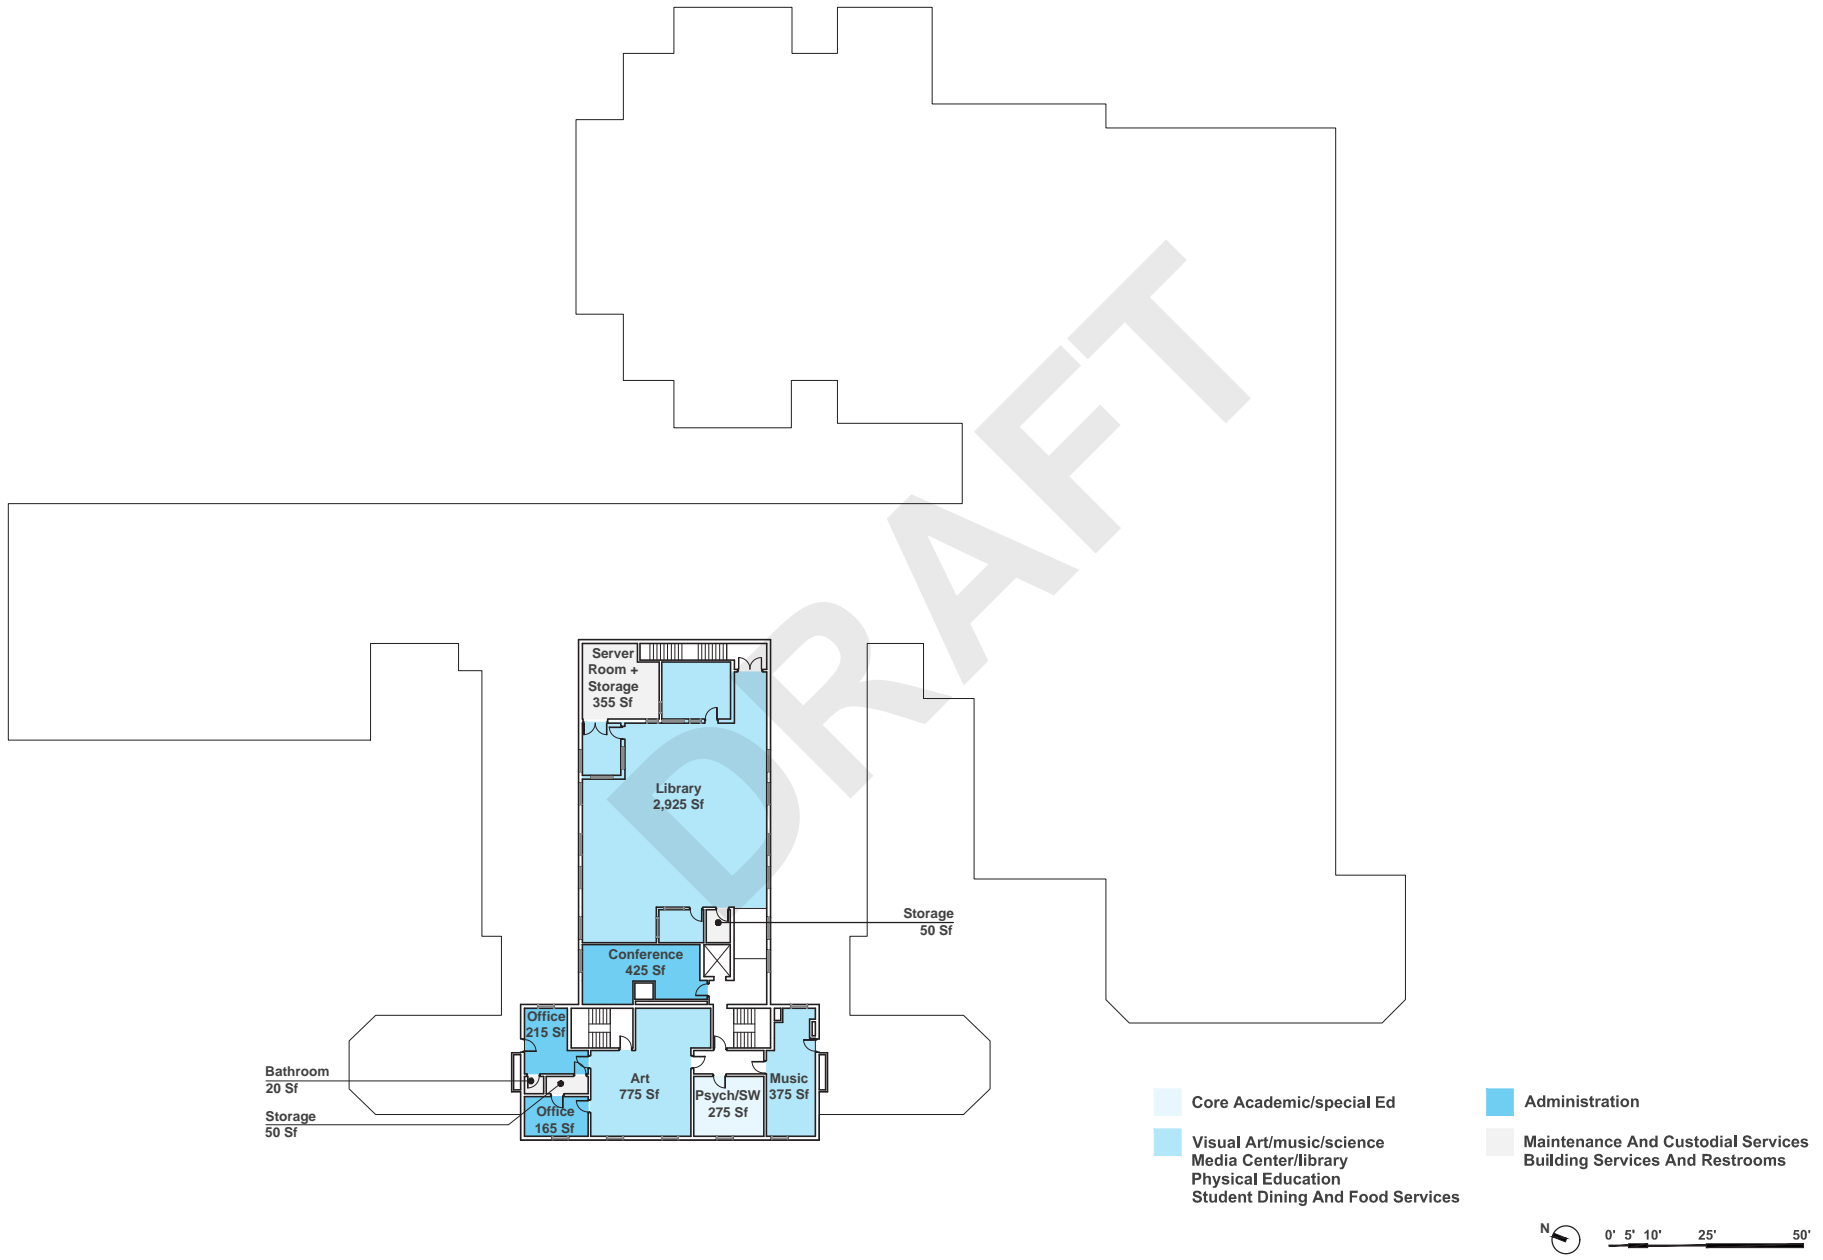 DRAFT
Server
Room +
Storage
355 Sf
Library
2,925 Sf
Storage
50 Sf
Conference
425 Sf
Office
215 Sf
Bathroom
20 Sf
Storage
50 Sf
Office
165 Sf
Art
775 Sf
Psych/SW
275 Sf
Music
375 Sf
Core Academic/special Ed
Visual Art/music/science
Media Center/library
Physical Education
Student Dining And Food Services
Administration
Maintenance And Custodial Services
Building Services And Restrooms
N
0' 5' 10' 25' 50'